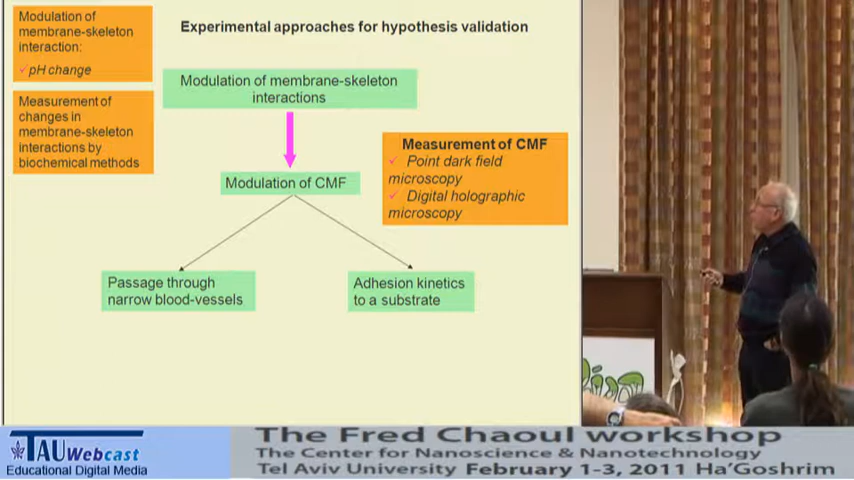 Modulation of
membrane-skeleton
interaction:
✓pH change
Experimental approaches for hypothesis validation
Modulation of membrane-skeleton
interactions
Measurement of
changes in
membrane-skeleton
interactions by
biochemical methods
Measurement of CMF
✓ Point dark field
microscopy
✓ Digital holographic
microscopy
Modulation of CMF
Passage through
narrow blood-vessels
Adhesion kinetics
to a substrate
TAU Webcast
Educational Digital Media
The Fred Chaoul workshop
The Center for Nanoscience & Nanotechnology
Tel Aviv University February 1-3, 2011 Ha'Goshrim